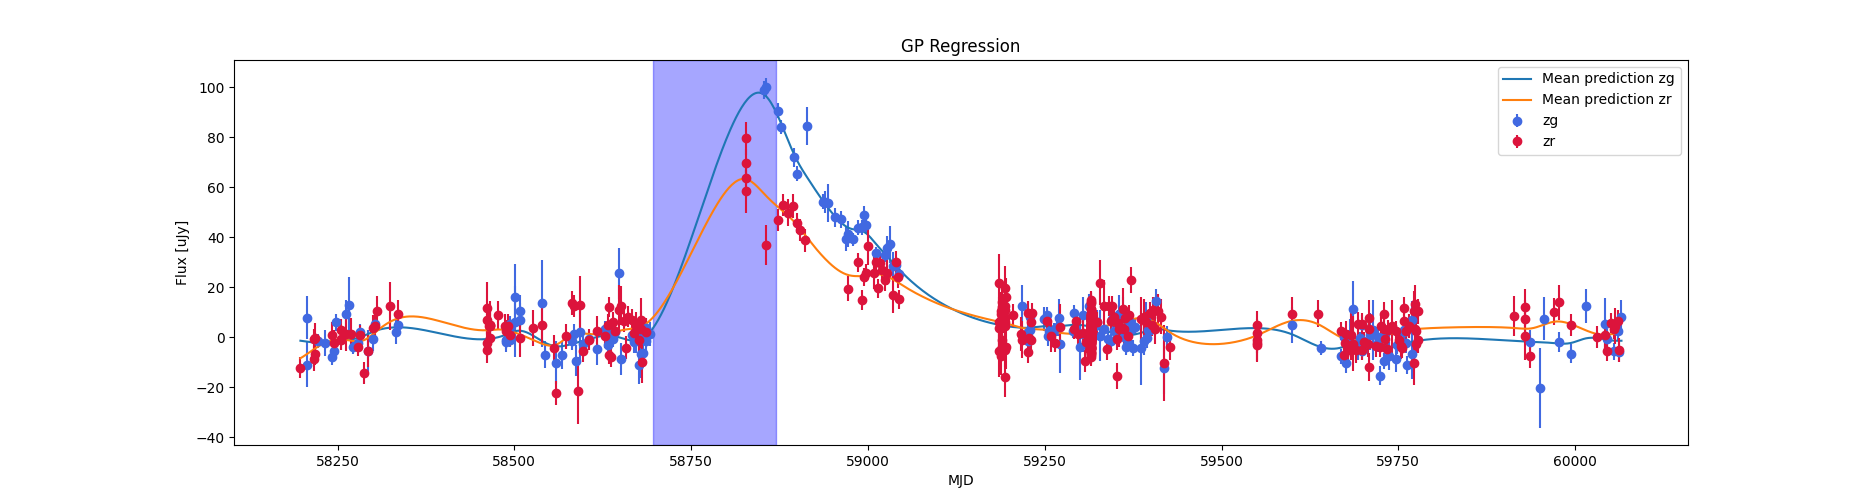 GP Regression
Flux [uJy]
100
80
60
40
20
0
−20
−40
58250
58500
58750
59000
59250
59500
59750
60000
MJD
Mean prediction zg
Mean prediction zr
zg
zr